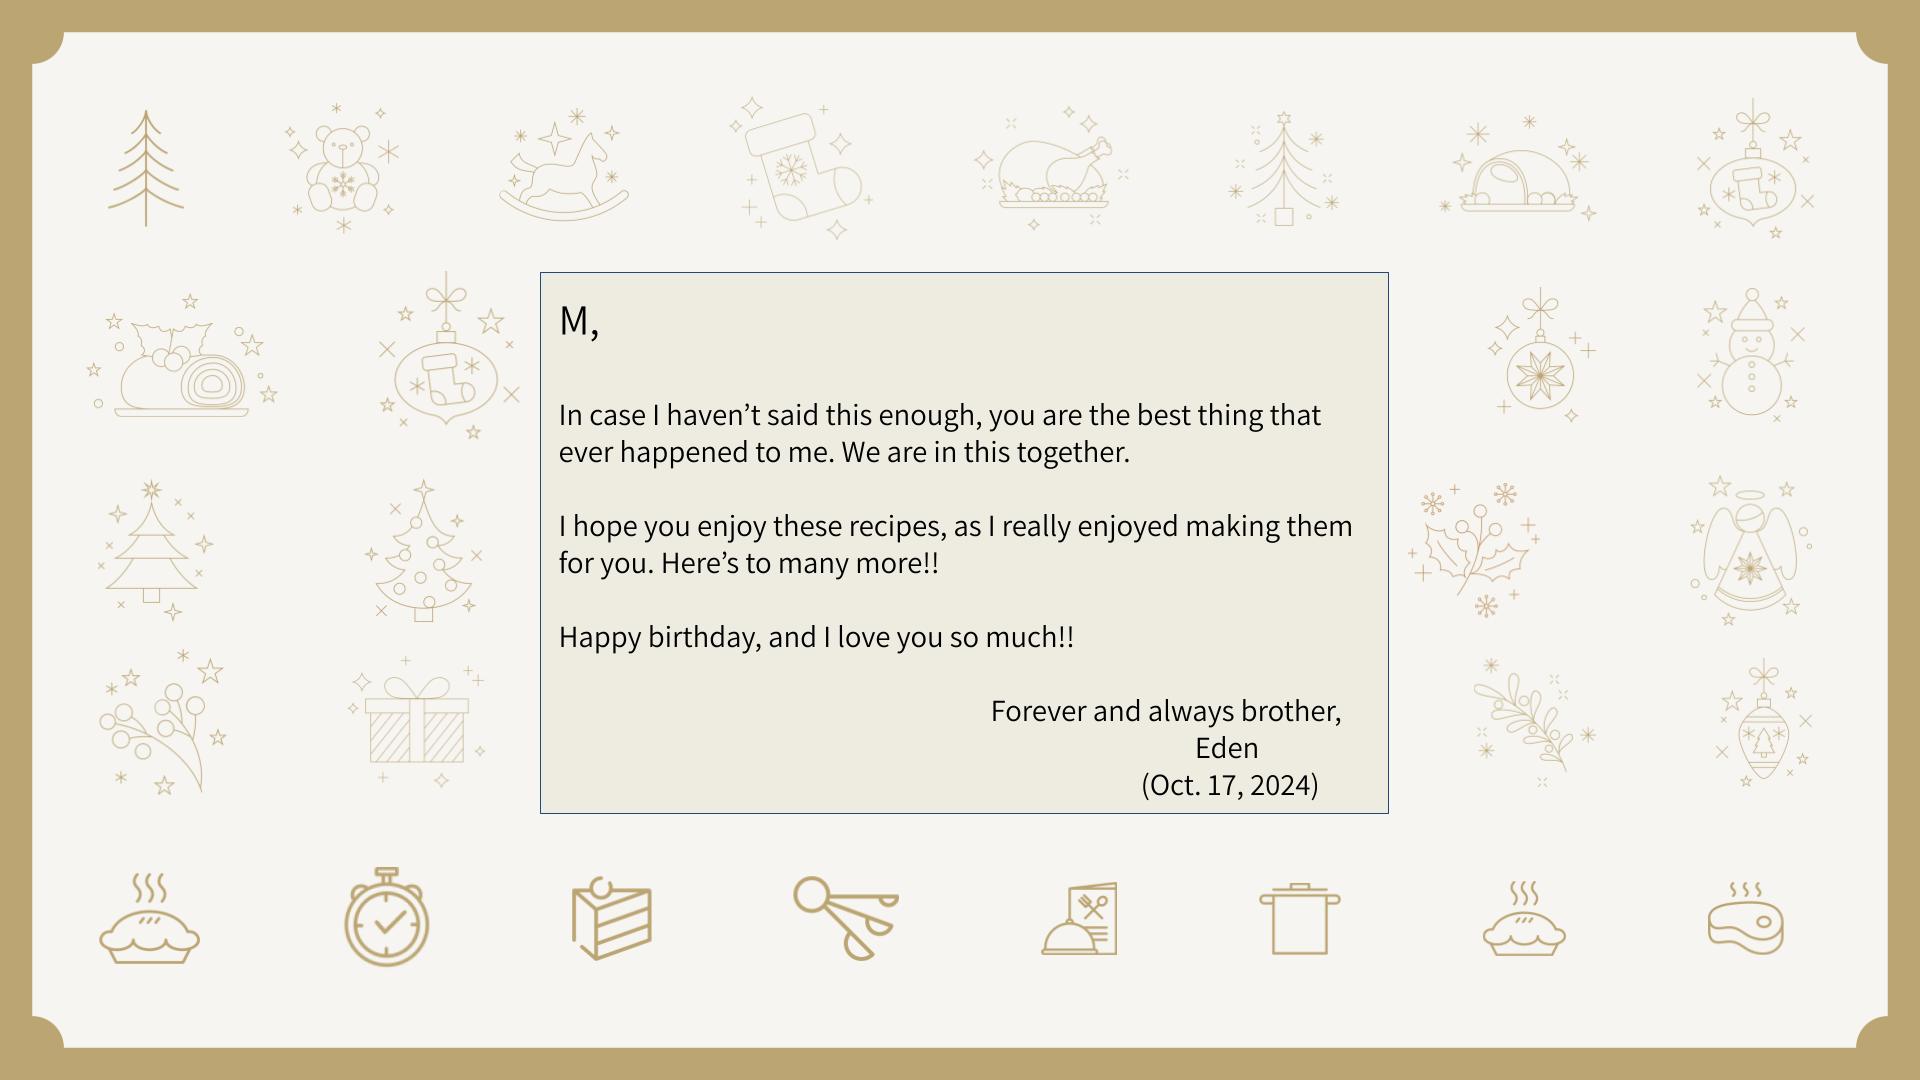 M,
In case I haven’t said this enough, you are the best thing that
ever happened to me. We are in this together.
I hope you enjoy these recipes, as I really enjoyed making them
for you. Here’s to many more!!
Happy birthday, and I love you so much!!
Forever and always brother,
Eden
(Oct. 17, 2024)